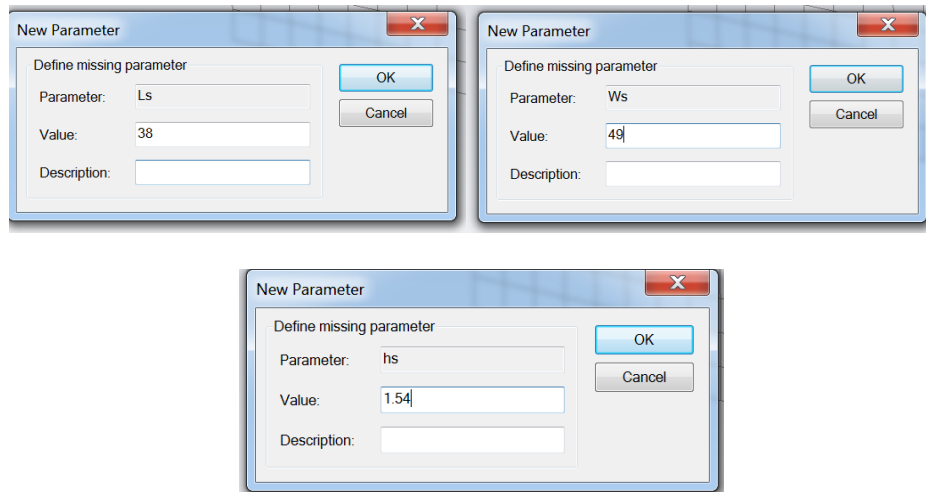 New Parameter
Define missing parameter
OK
Parameter: Ls
Cancel
Value: 38
Description:
New Parameter
Define missing parameter
OK
Parameter: Ws
Cancel
Value: 49
Description:
New Parameter
Define missing parameter
OK
Parameter: hs
Cancel
Value: 1.54
Description: